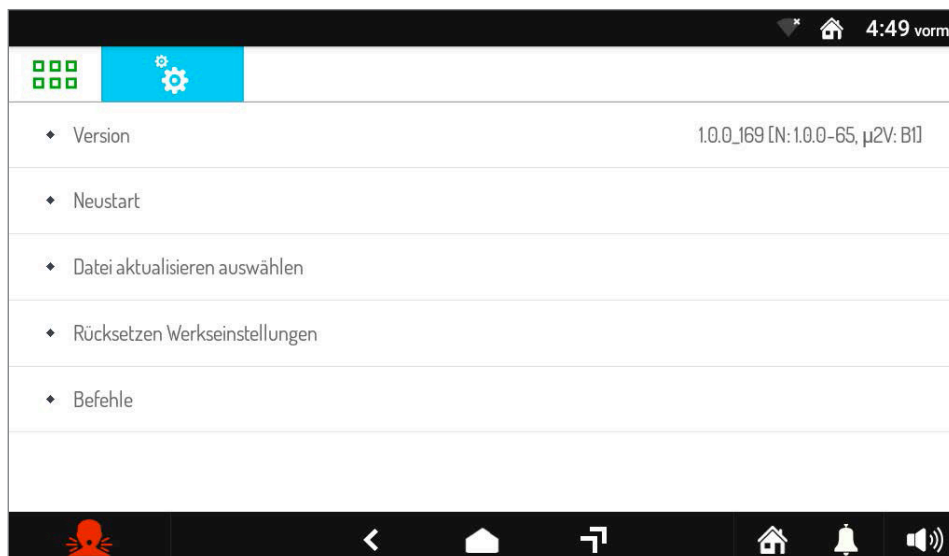 4:49 vorm
Version
1.0.0_169 [N: 1.0.0-65, µ2V: B1]
Neustart
Datei aktualisieren auswählen
Rücksetzen Werkseinstellungen
Befehle